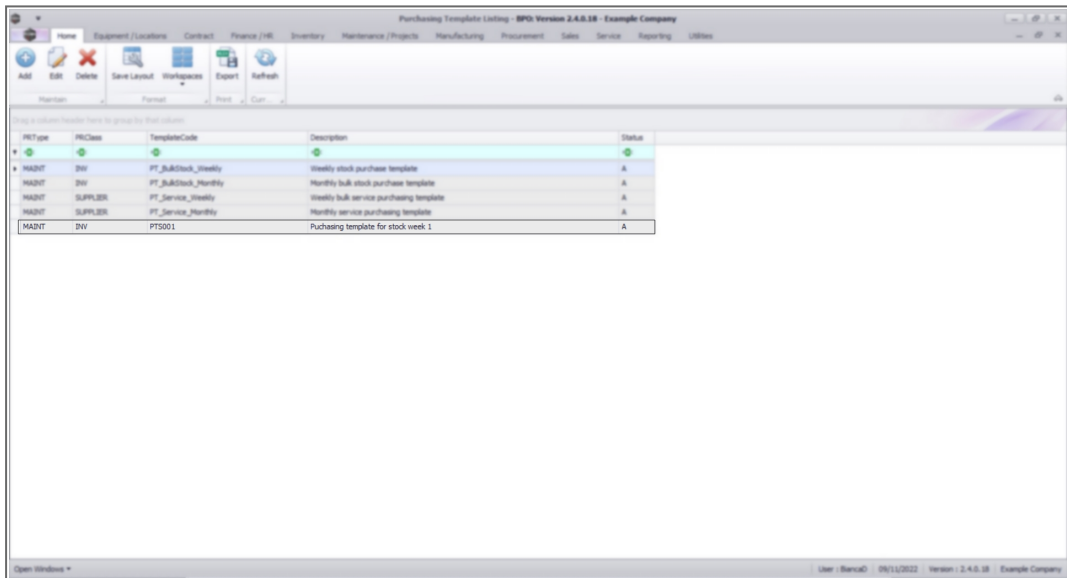 Purchasing Template Listing - BPO: Version 2.4.0.18 - Example Company
Home Equipment / Locations Contract Finance / HR Inventory Maintenance / Projects Manufacturing Procurement Sales Service Reporting Utilities
Add Edit Delete Save Layout Workspaces Export Refresh
Maintain Format Print Curr...
Drag a column header here to group by that column
PRType PRClass TemplateCode Description Status
MAINT INV PT_BulkStock_Weekly Weekly stock purchase template A
MAINT INV PT_BulkStock_Monthly Monthly bulk stock purchase template A
MAINT SUPPLIER PT_Service_Weekly Weekly bulk service purchasing template A
MAINT SUPPLIER PT_Service_Monthly Monthly service purchasing template A
MAINT INV PTS001 Puchasing template for stock week 1 A
Open Windows User : BiancaD 09/11/2022 Version : 2.4.0.18 Example Company